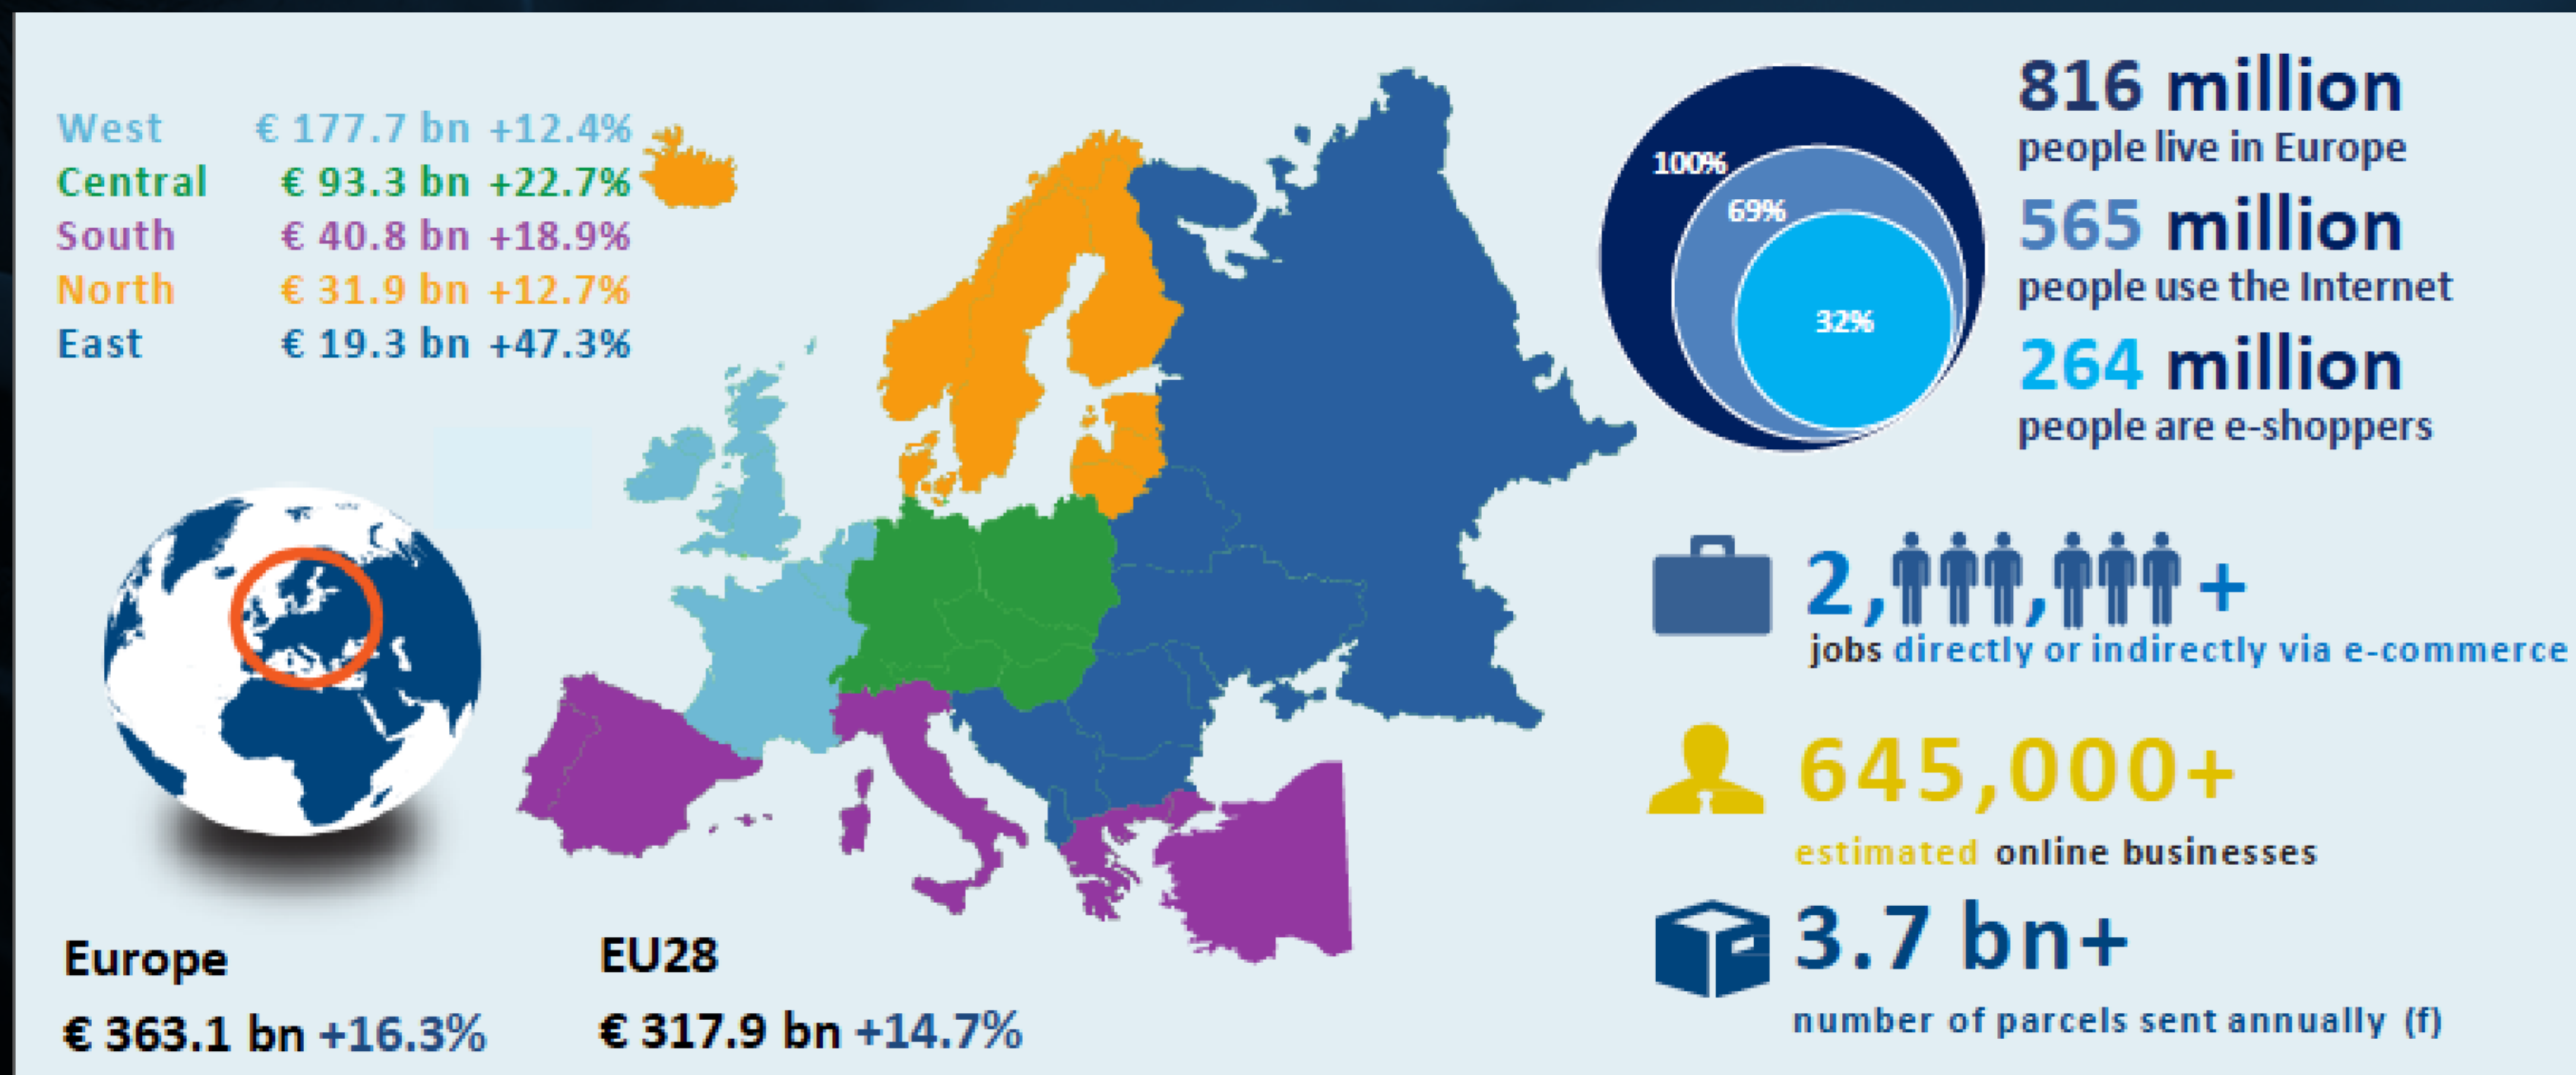 West € 177.7 bn +12.4%
Central € 93.3 bn +22.7%
South € 40.8 bn +18.9%
North € 31.9 bn +12.7%
East € 19.3 bn +47.3%
Europe
€ 363.1 bn +16.3%
EU28
€ 317.9 bn +14.7%
100%
69%
32%
816 million
people live in Europe
565 million
people use the Internet
264 million
people are e-shoppers
2, , +
jobs directly or indirectly via e-commerce
645,000+
estimated online businesses
3.7 bn+
number of parcels sent annually (f)